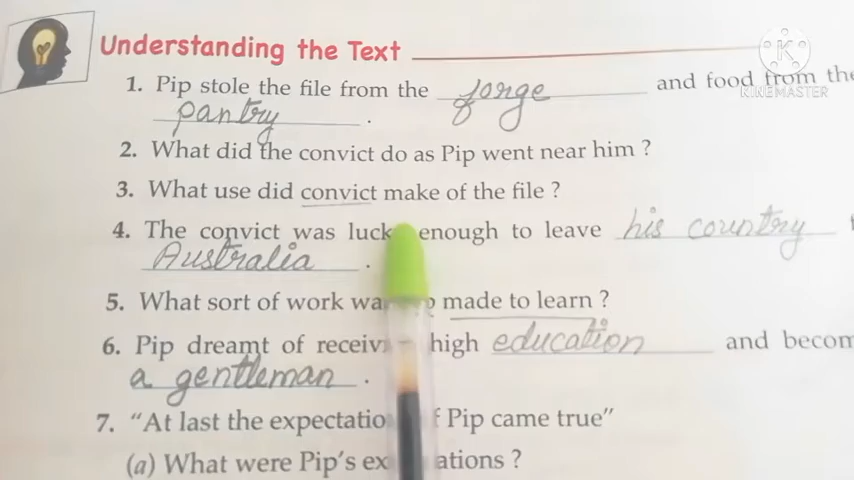 Understanding the Text
1. Pip stole the file from the forge and food from the
pantry .
2. What did the convict do as Pip went near him ?
3. What use did convict make of the file ?
4. The convict was luck enough to leave his country
Australia .
5. What sort of work made to learn ?
6. Pip dreamt of high education and becom
a gentleman .
7. "At last the Pip came true"
(a) What were Pip's ?
KINEMASTER